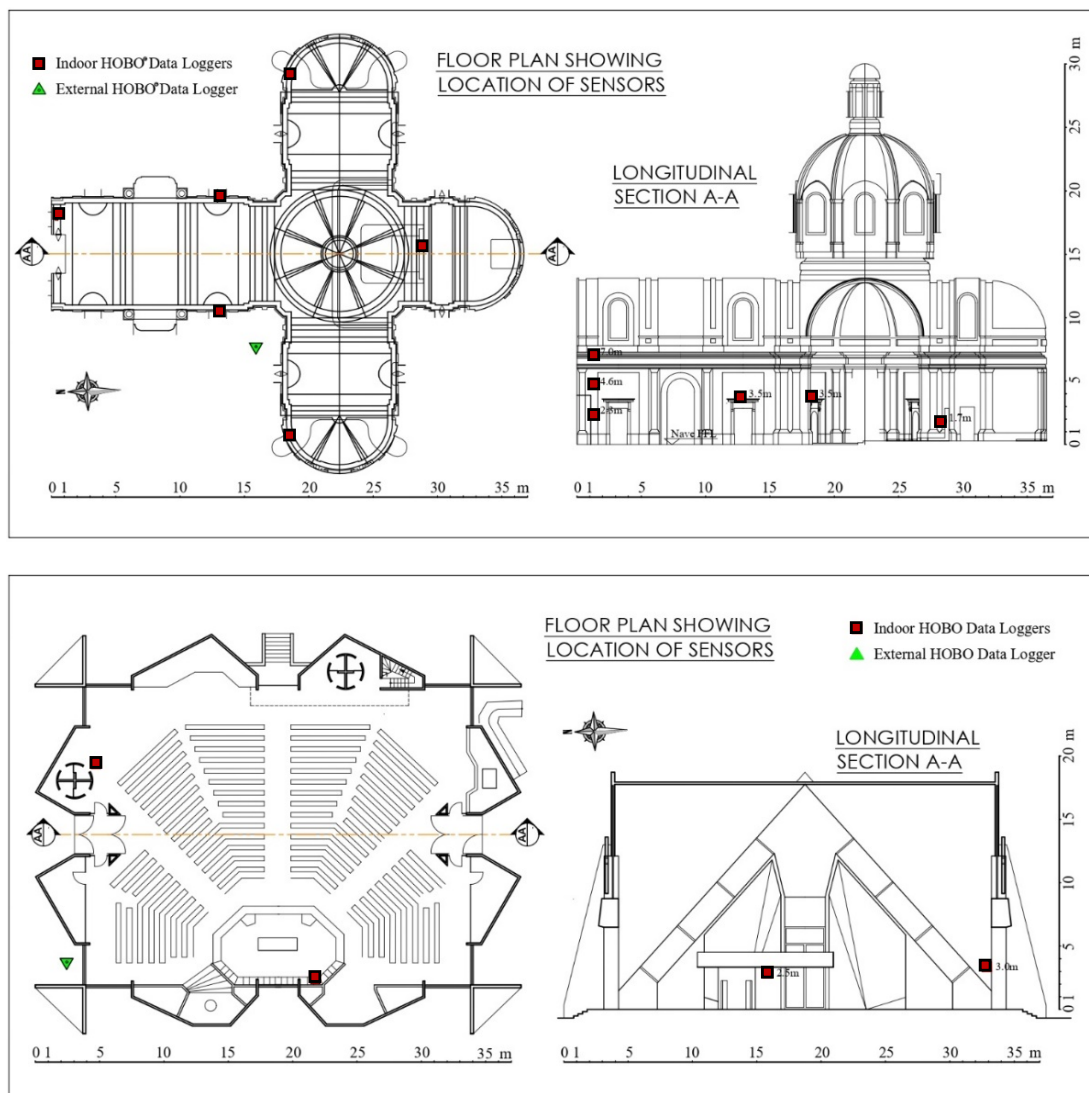 Indoor HOBO® Data Loggers
External HOBO® Data Logger
FLOOR PLAN SHOWING
LOCATION OF SENSORS
LONGITUDINAL
SECTION A-A
AA
AA
N
7.0m
4.6m
3.5m
3.5m
1.7m
0 1 5 10 15 20 25 30 m
0 1 5 10 15 20 25 30 35 m
0 1 5 10 15 20 25 30 35 m
FLOOR PLAN SHOWING
LOCATION OF SENSORS
Indoor HOBO Data Loggers
External HOBO Data Logger
LONGITUDINAL
SECTION A-A
AA
AA
2.5m
3.0m
0 1 5 10 15 20 m
0 1 5 10 15 20 25 30 35 m
0 1 5 10 15 20 25 30 35 m